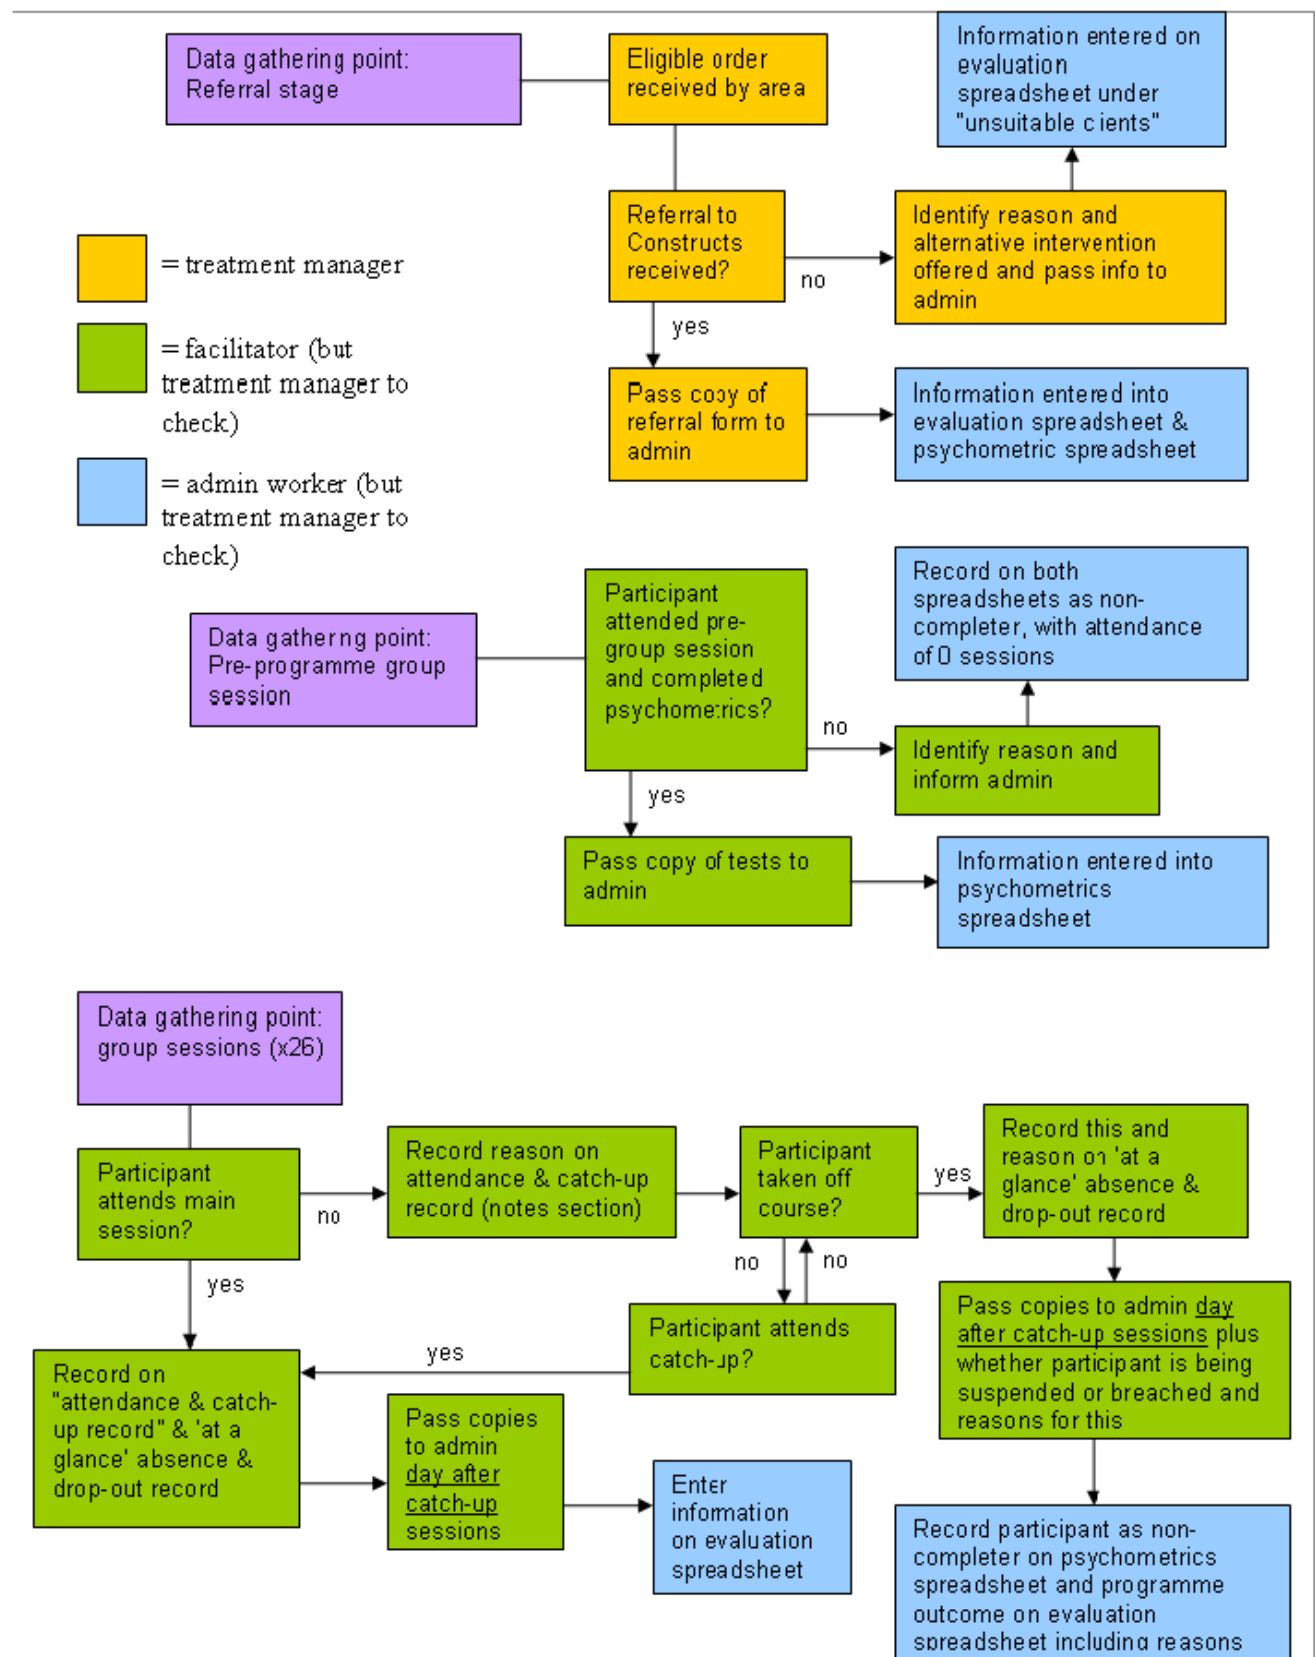 Data gathering point:
Referral stage
Eligible order
received by area
Information entered on
evaluation
spreadsheet under
"unsuitable clients"
Referral to
Constructs
received?
no
Identify reason and
alternative intervention
offered and pass info to
admin
yes
= treatment manager
= facilitator (but
treatment manager to
check)
= admin worker (but
treatment manager to
check)
Pass copy of
referral form to
admin
Information entered into
evaluation spreadsheet &
psychometric spreadsheet
Data gathering point:
Pre-programme group
session
Participant
attended pre-
group session
and completed
psychometrics?
Record on both
spreadsheets as non-
completer, with attendance
of 0 sessions
no
Identify reason and
inform admin
yes
Pass copy of tests to
admin
Information entered into
psychometrics
spreadsheet
Data gathering point:
group sessions (x26)
Participant
attends main
session?
no
Record reason on
attendance & catch-up
record (notes section)
Participant
taken off
course?
yes
Record this and
reason on 'at a
glance' absence &
drop-out record
no
no
yes
Participant attends
catch-up?
yes
Pass copies to admin day
after catch-up sessions plus
whether participant is being
suspended or breached and
reasons for this
Record on
"attendance & catch-
up record" & 'at a
glance' absence &
drop-out record
Pass copies
to admin
day after
catch-up
sessions
Enter
information
on evaluation
spreadsheet
Record participant as non-
completer on psychometrics
spreadsheet and programme
outcome on evaluation
spreadsheet including reasons